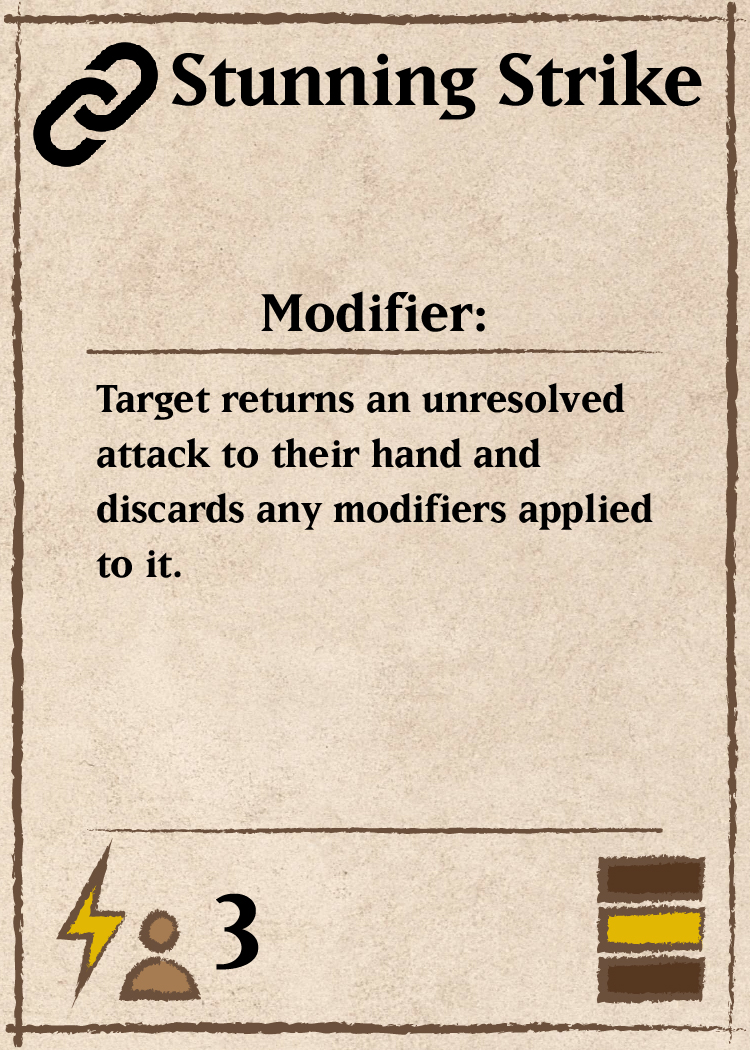 Stunning Strike
Modifier:
Target returns an unresolved
attack to their hand and
discards any modifiers applied
to it.
3